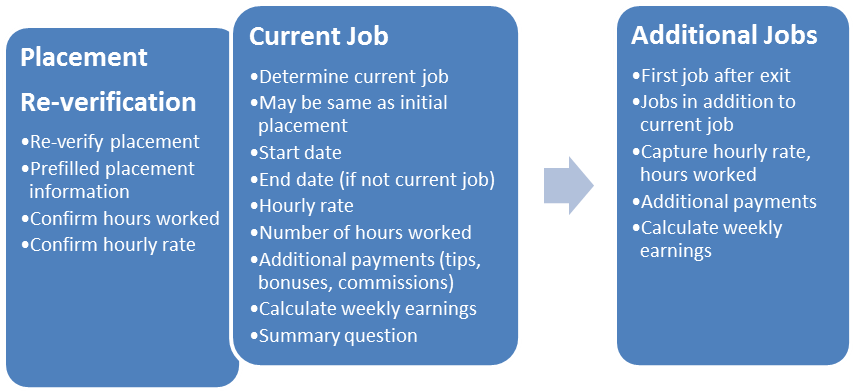 Placement
Re-verification
•Re-verify placement
•Prefilled placement
information
•Confirm hours worked
•Confirm hourly rate
Current Job
•Determine current job
•May be same as initial
placement
•Start date
•End date (if not current job)
•Hourly rate
•Number of hours worked
•Additional payments (tips,
bonuses, commissions)
•Calculate weekly earnings
•Summary question
Additional Jobs
•First job after exit
•Jobs in addition to
current job
•Capture hourly rate,
hours worked
•Additional payments
•Calculate weekly
earnings